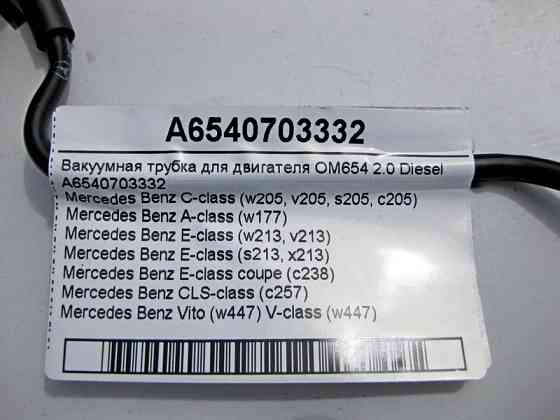 A6540703332
Вакуумная трубка для двигателя OM654 2.0 Diesel
A6540703332
Mercedes Benz C-class (w205, v205, s205, c205)
Mercedes Benz A-class (w177)
Mercedes Benz E-class (w213, v213)
Mercedes Benz E-class (s213, x213)
Mercedes Benz E-class coupe (c238)
Mercedes Benz CLS-class (c257)
Mercedes Benz Vito (w447) V-class (w447)